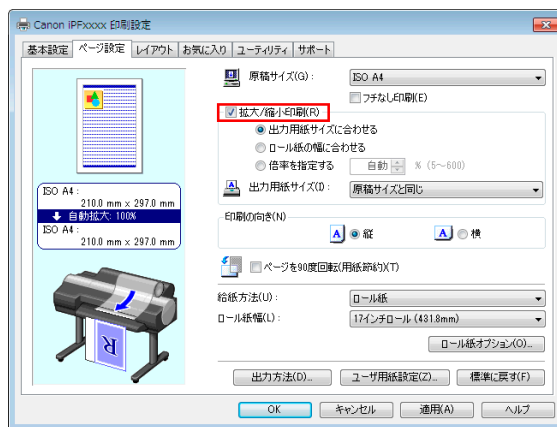 Canon iPFxxxx 印刷設定
基本設定 ページ設定 レイアウト お気に入り ユーティリティ サポート
原稿サイズ(G): ISO A4
フチなし印刷(E)
拡大/縮小印刷(R)
出力用紙サイズに合わせる
ロール紙の幅に合わせる
倍率を指定する 自動 % (5~600)
出力用紙サイズ(I): 原稿サイズと同じ
ISO A4 :
210.0 mm x 297.0 mm
自動拡大: 100%
ISO A4 :
210.0 mm x 297.0 mm
印刷の向き(N)
A 縦 A 横
ページを90度回転(用紙節約)(T)
給紙方法(U): ロール紙
ロール紙幅(L): 17インチロール (431.8mm)
ロール紙オプション(O)...
R
出力方法(D)... ユーザ用紙設定(Z)... 標準に戻す(F)
OK キャンセル 適用(A) ヘルプ